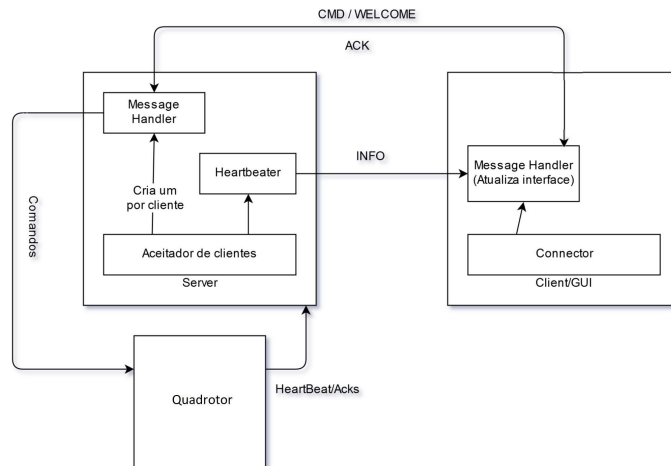 CMD / WELCOME
ACK
Message
Handler
Heartbeater
Cria um
por cliente
Aceitador de clientes
Server
INFO
Message Handler
(Atualiza interface)
Connector
Client/GUI
Comandos
Quadrotor
HeartBeat/Acks